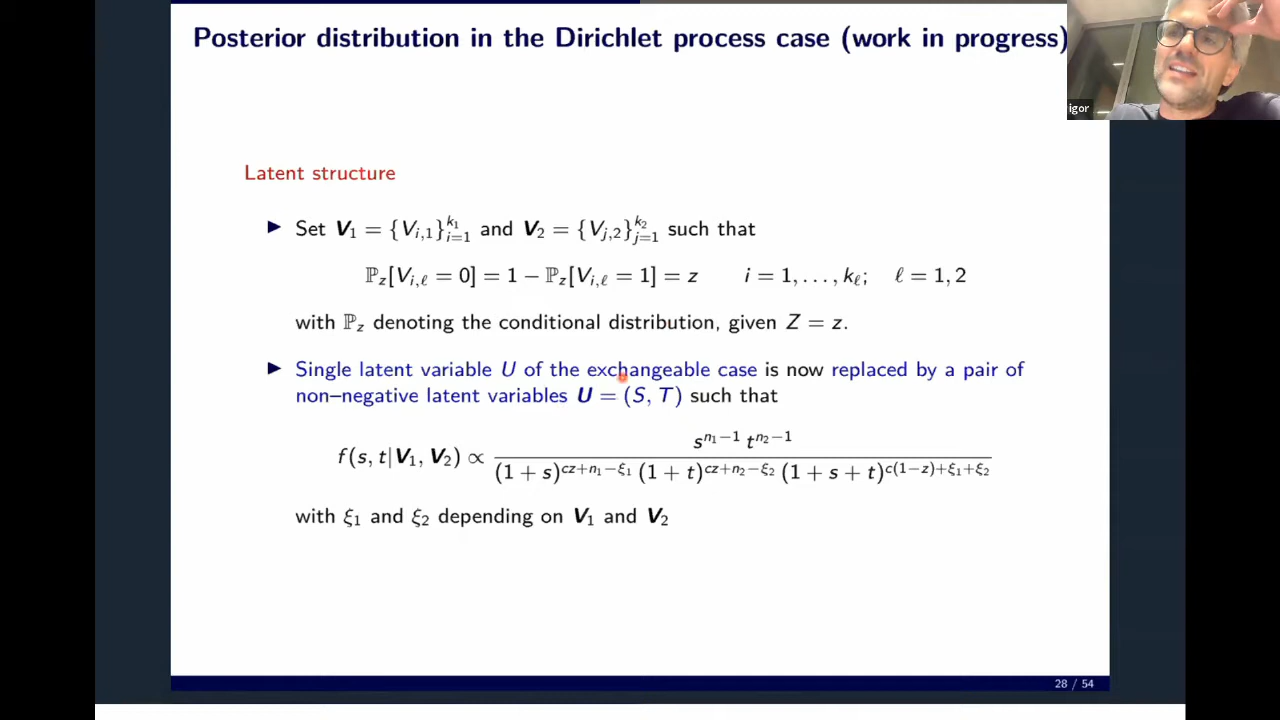 Posterior distribution in the Dirichlet process case (work in progress)
igor
Latent structure
▶ Set V₁ = {V_{i,1}}_{i=1}^{k₁} and V₂ = {V_{j,2}}_{j=1}^{k₂} such that
ℙ_z[V_{i,ℓ} = 0] = 1 − ℙ_z[V_{i,ℓ} = 1] = z i = 1, . . . , k_ℓ; ℓ = 1, 2
with ℙ_z denoting the conditional distribution, given Z = z.
▶ Single latent variable U of the exchangeable case is now replaced by a pair of
non–negative latent variables U = (S, T) such that
f(s, t|V₁, V₂) ∝ s^{n₁−1} t^{n₂−1} / (1 + s)^{cz+n₁−ξ₁} (1 + t)^{cz+n₂−ξ₂} (1 + s + t)^{c(1−z)+ξ₁+ξ₂}
with ξ₁ and ξ₂ depending on V₁ and V₂
28 / 54